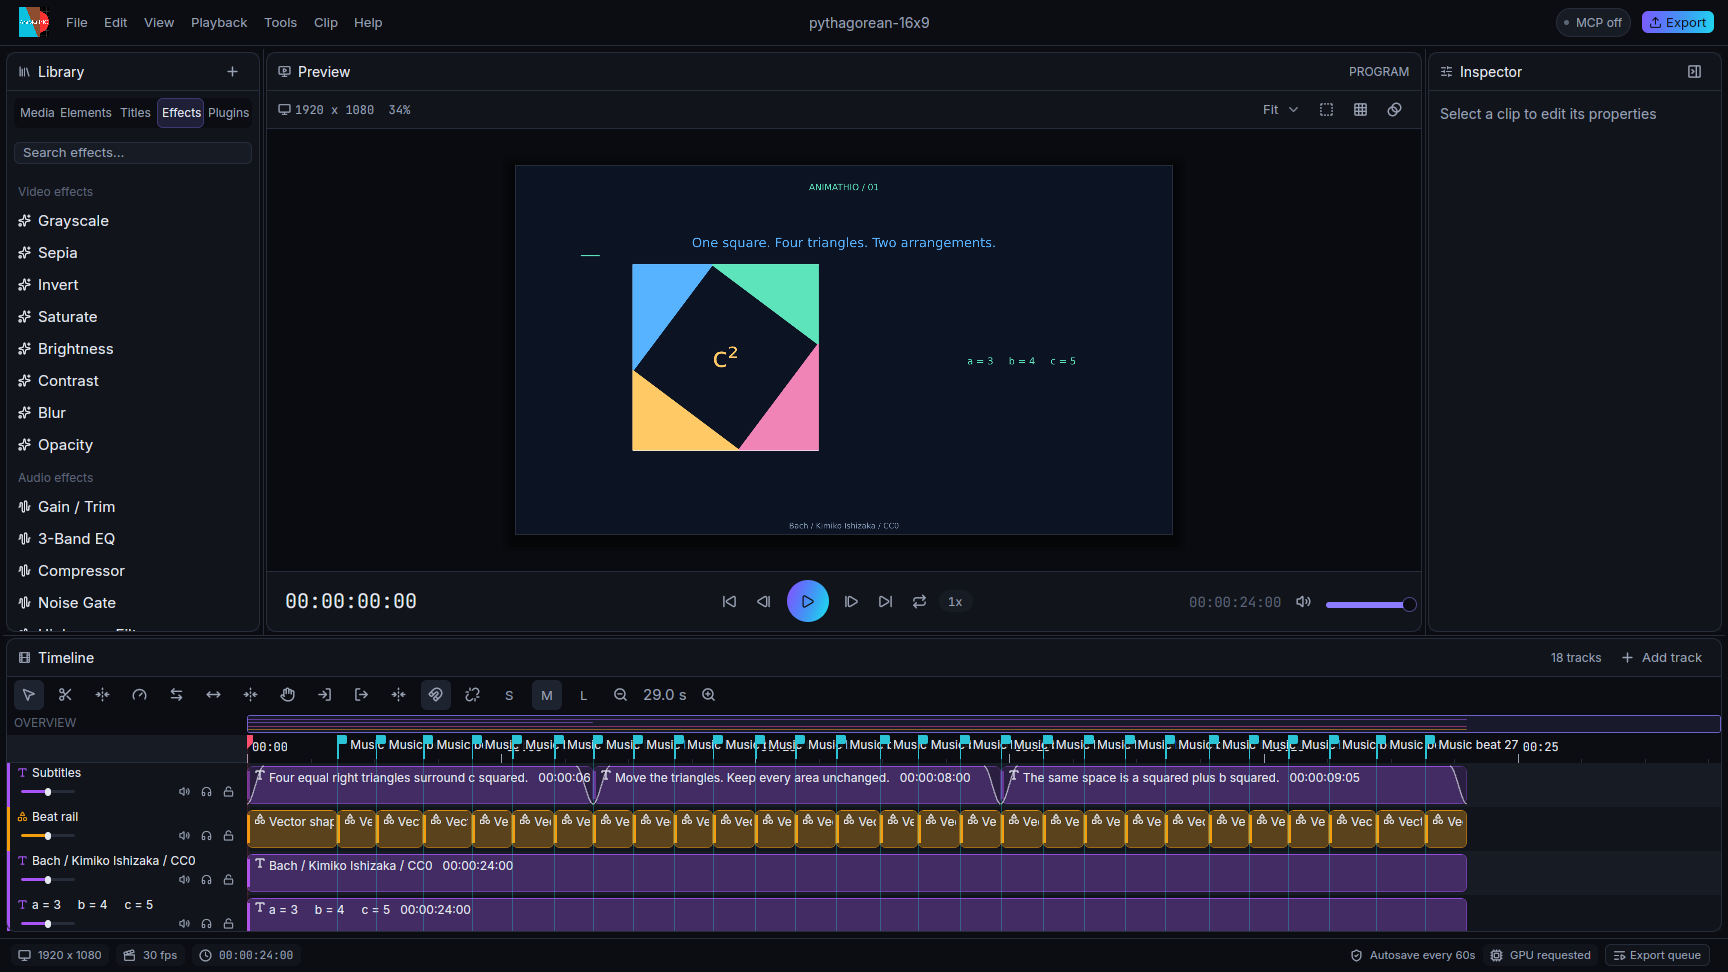 File Edit View Playback Tools Clip Help
pythagorean-16x9
MCP off
Export
Library
Media Elements Titles Effects Plugins
Search effects...
Video effects
Grayscale
Sepia
Invert
Saturate
Brightness
Contrast
Blur
Opacity
Audio effects
Gain / Trim
3-Band EQ
Compressor
Noise Gate
Preview
PROGRAM
1920 x 1080 34%
Fit
ANIMATHIO / 01
One square. Four triangles. Two arrangements.
c²
a = 3 b = 4 c = 5
Bach / Kimiko Ishizaka / CC0
00:00:00:00
1x
00:00:24:00
Inspector
Select a clip to edit its properties
Timeline
18 tracks
Add track
S M L
29.0 s
OVERVIEW
00:00
Music beat 27
00:25
Subtitles
Four equal right triangles surround c squared. 00:00:06
Move the triangles. Keep every area unchanged. 00:00:08:00
The same space is a squared plus b squared. 00:00:09:05
Beat rail
Vector shap
Bach / Kimiko Ishizaka / CC0
Bach / Kimiko Ishizaka / CC0 00:00:24:00
a = 3 b = 4 c = 5
a = 3 b = 4 c = 5 00:00:24:00
1920 x 1080
30 fps
00:00:24:00
Autosave every 60s
GPU requested
Export queue